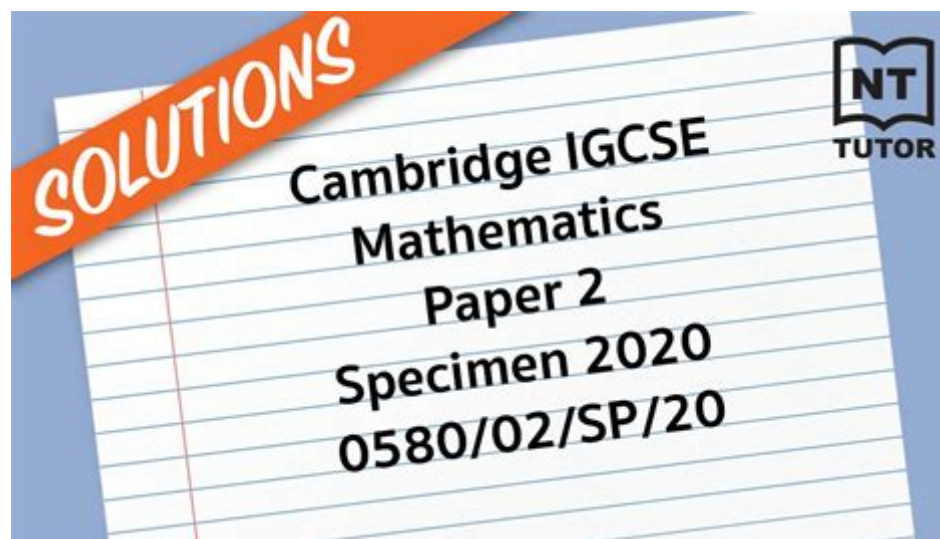 SOLUTIONS
NT
TUTOR
Cambridge IGCSE
Mathematics
Paper 2
Specimen 2020
0580/02/SP/20